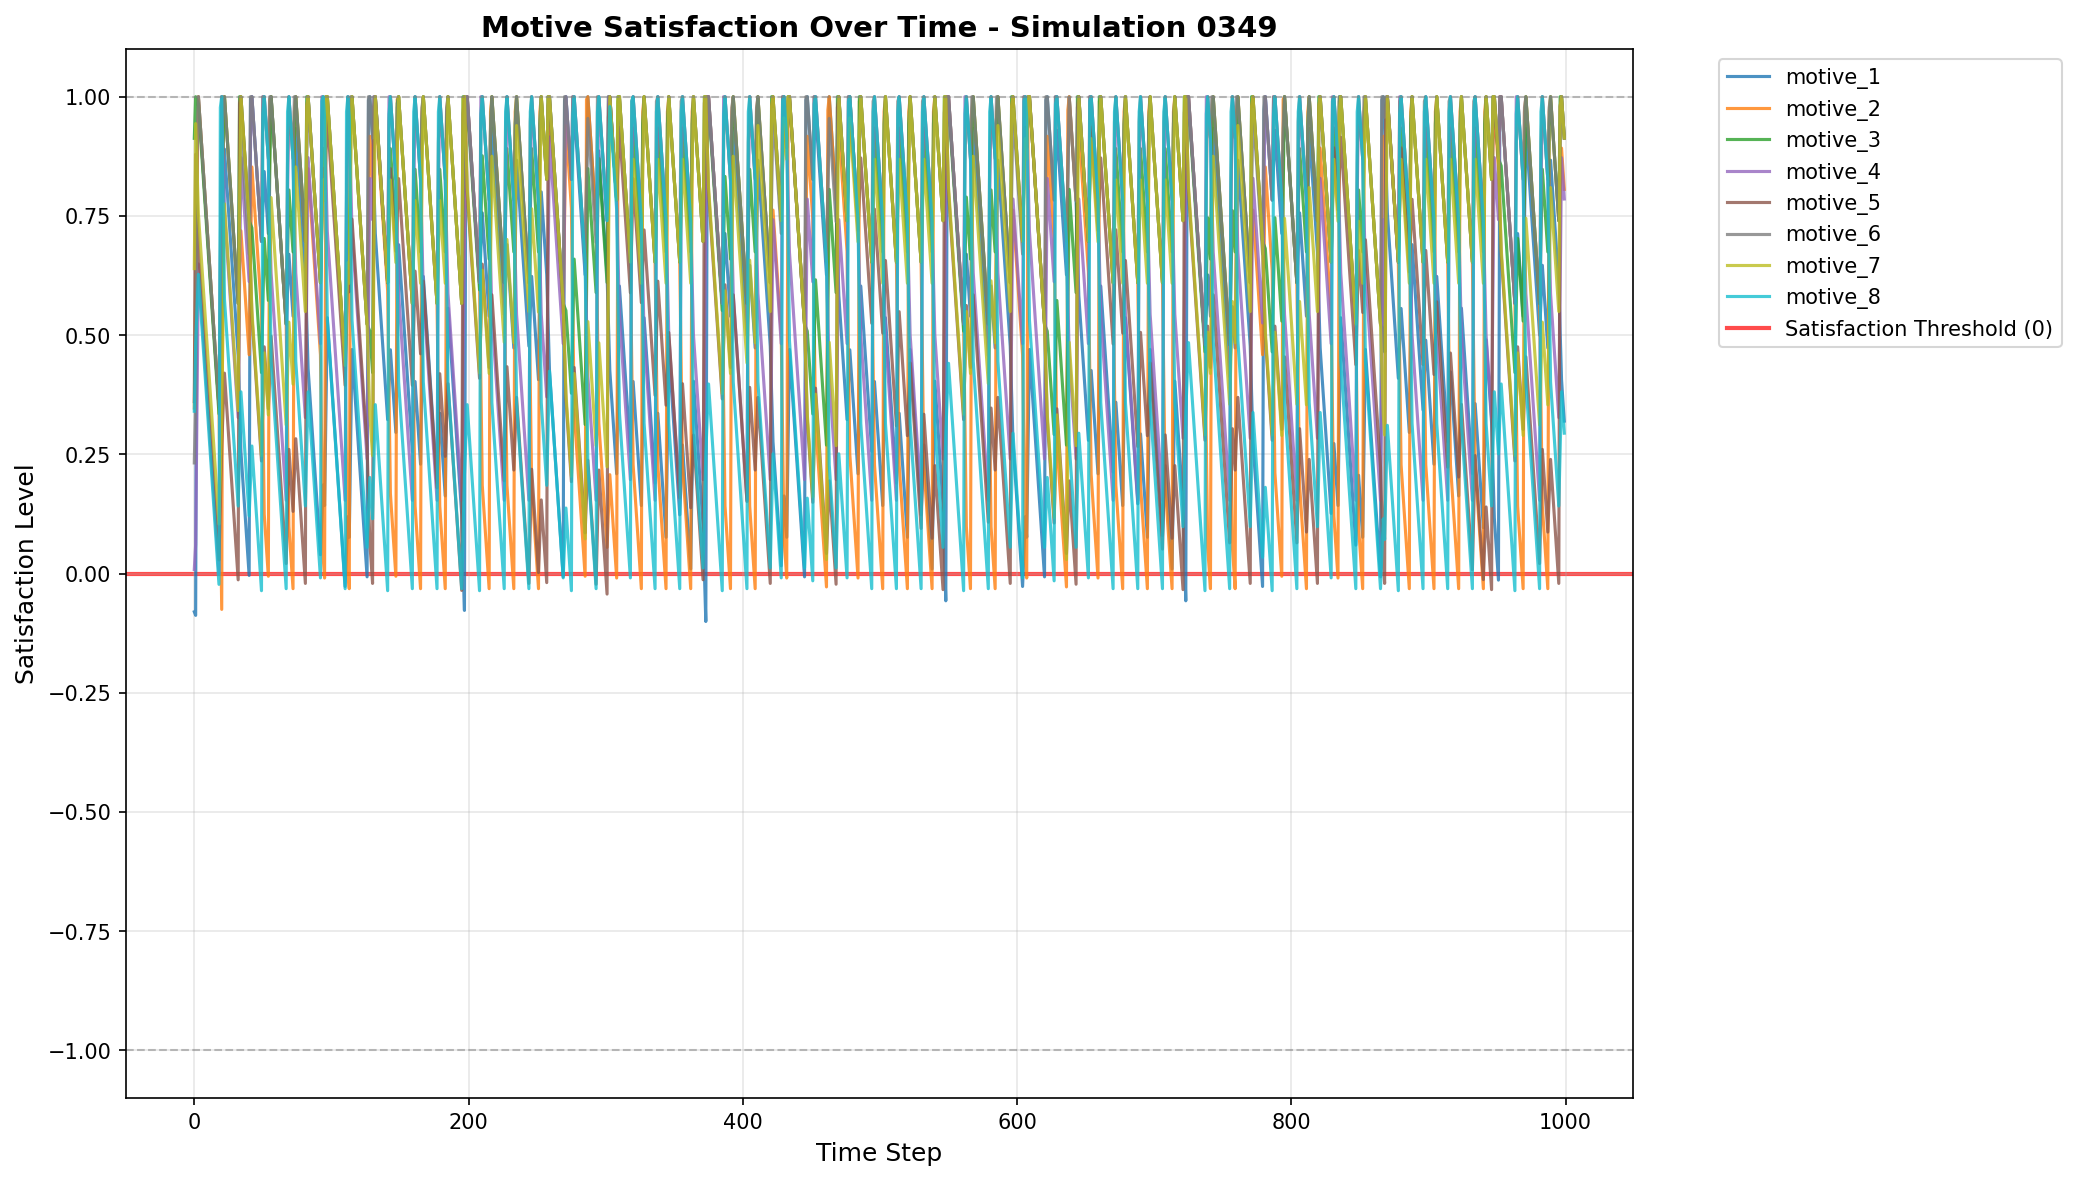 Motive Satisfaction Over Time - Simulation 0349
1.00
0.75
0.50
0.25
0.00
−0.25
−0.50
−0.75
−1.00
Satisfaction Level
0
200
400
600
800
1000
Time Step
motive_1
motive_2
motive_3
motive_4
motive_5
motive_6
motive_7
motive_8
Satisfaction Threshold (0)